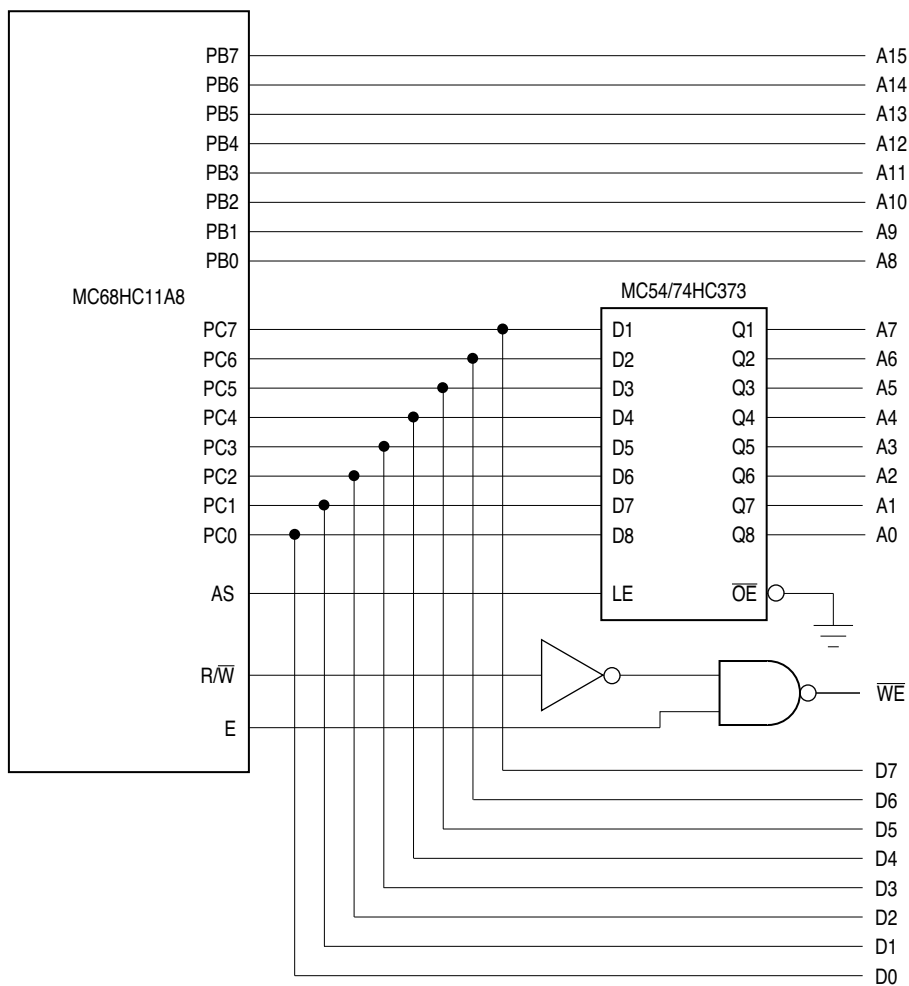 PB7 A15
PB6 A14
PB5 A13
PB4 A12
PB3 A11
PB2 A10
PB1 A9
PB0 A8
MC68HC11A8 MC54/74HC373
PC7 D1 Q1 A7
PC6 D2 Q2 A6
PC5 D3 Q3 A5
PC4 D4 Q4 A4
PC3 D5 Q5 A3
PC2 D6 Q6 A2
PC1 D7 Q7 A1
PC0 D8 Q8 A0
AS LE O̅E̅
R/W̅ W̅E̅
E
D7
D6
D5
D4
D3
D2
D1
D0